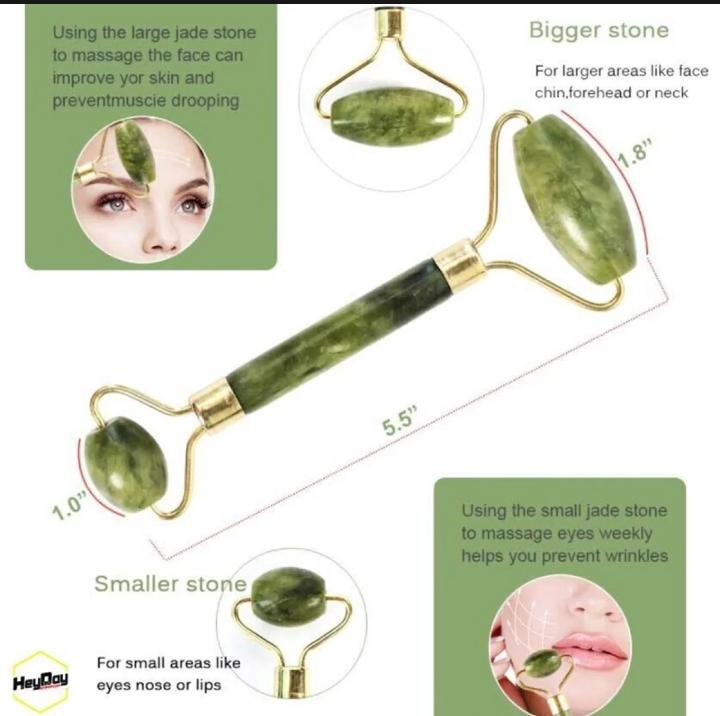 Using the large jade stone
to massage the face can
improve yor skin and
preventmuscie drooping
Bigger stone
For larger areas like face
chin,forehead or neck
1.8"
5.5"
1.0"
Smaller stone
For small areas like
eyes nose or lips
Using the small jade stone
to massage eyes weekly
helps you prevent wrinkles
HeyDay